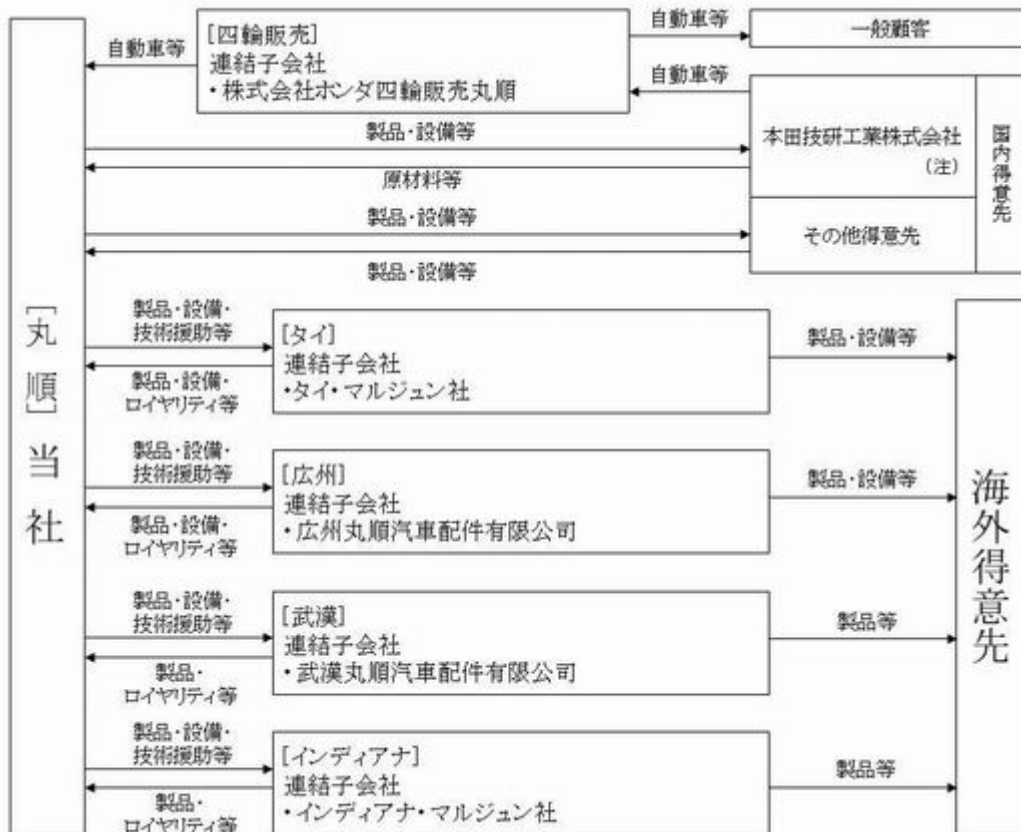 [四輪販売]
連結子会社
・株式会社ホンダ四輪販売丸順
自動車等
自動車等
一般顧客
自動車等
本田技研工業株式会社
(注)
国内得意先
製品・設備等
原材料等
製品・設備等
その他得意先
製品・設備等
[丸順]当社
製品・設備・
技術援助等
[タイ]
連結子会社
・タイ・マルジュン社
製品・設備等
製品・設備・
ロイヤリティ等
製品・設備・
技術援助等
[広州]
連結子会社
・広州丸順汽車配件有限公司
製品・設備等
製品・設備・
ロイヤリティ等
海外得意先
製品・設備・
技術援助等
[武漢]
連結子会社
・武漢丸順汽車配件有限公司
製品等
製品・
ロイヤリティ等
製品・設備・
技術援助等
[インディアナ]
連結子会社
・インディアナ・マルジュン社
製品等
製品・
ロイヤリティ等